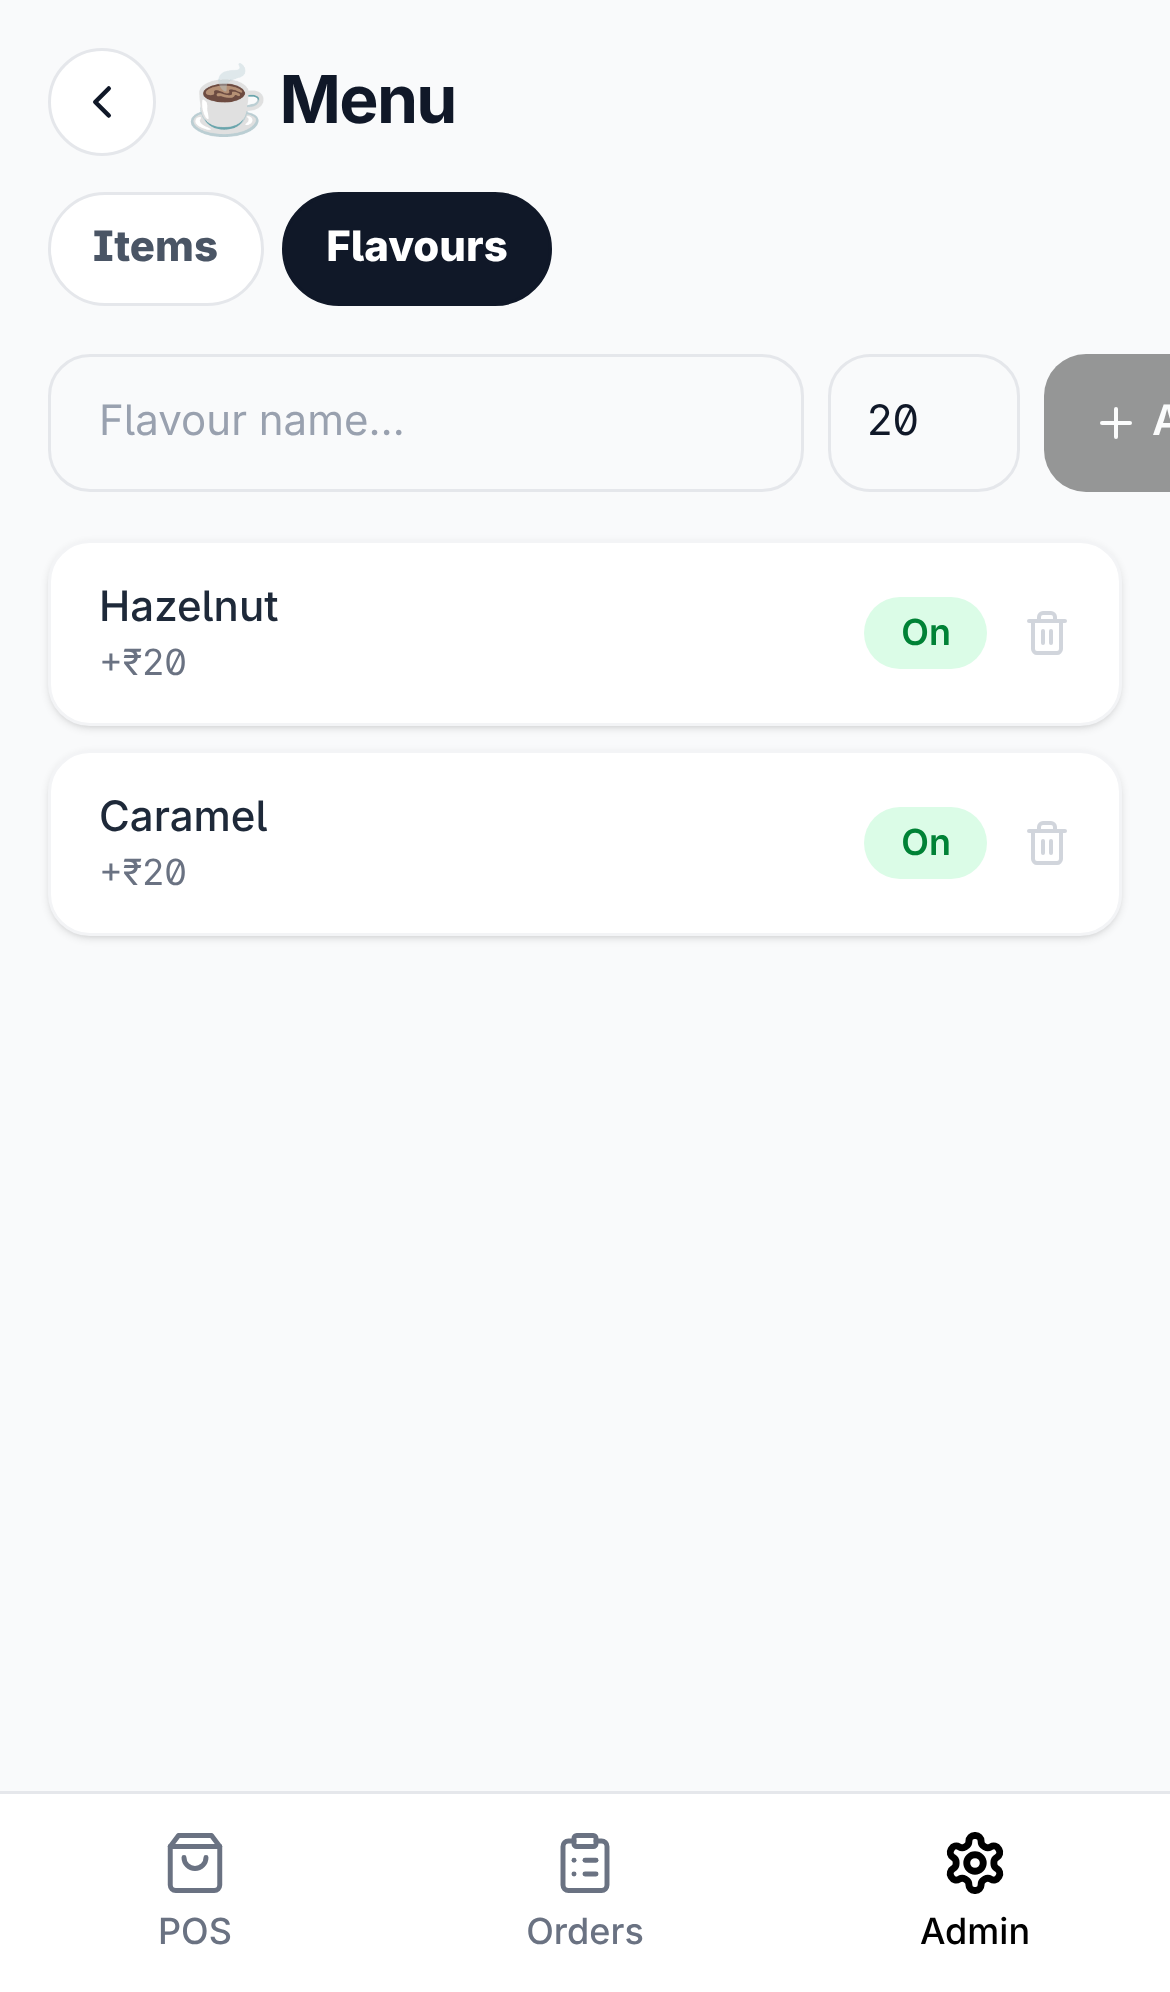 Menu
Items
Flavours
Flavour name...
20
+ A
Hazelnut
+₹20
On
Caramel
+₹20
On
POS
Orders
Admin